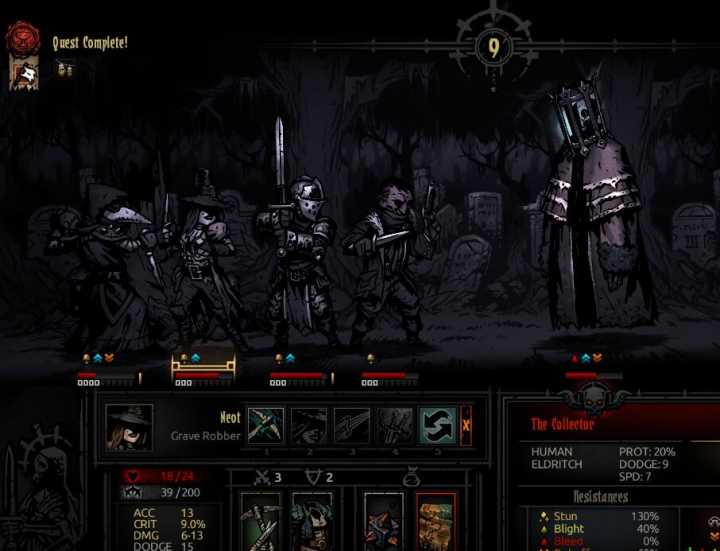 Quest Complete!
9
Neot
Grave Robber
1 2 3 4 5
18 / 24
39 / 200
3 2
ACC 13
CRIT 9.0%
DMG 6-13
DODGE 15
The Collector
HUMAN
ELDRITCH
PROT: 20%
DODGE: 9
SPD: 7
Resistances
Stun 130%
Blight 40%
Bleed 0%